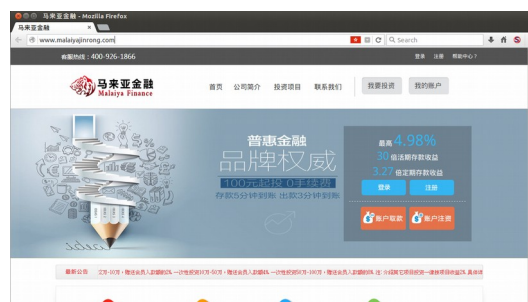 马来亚金融 - Mozilla Firefox
马来亚金融
www.malaiyajinrong.com
Search
客服热线：400-926-1866
登录 注册 帮助中心?
马来亚金融
Malaiya Finance
首页 公司简介 投资项目 联系我们 我要投资 我的账户
普惠金融
品牌权威
100元起投 0手续费
存款5分钟到账 出款3分钟到账
最高4.98%
30倍活期存款收益
3.27倍定期存款收益
登录 注册
账户取款 账户注资
最新公告